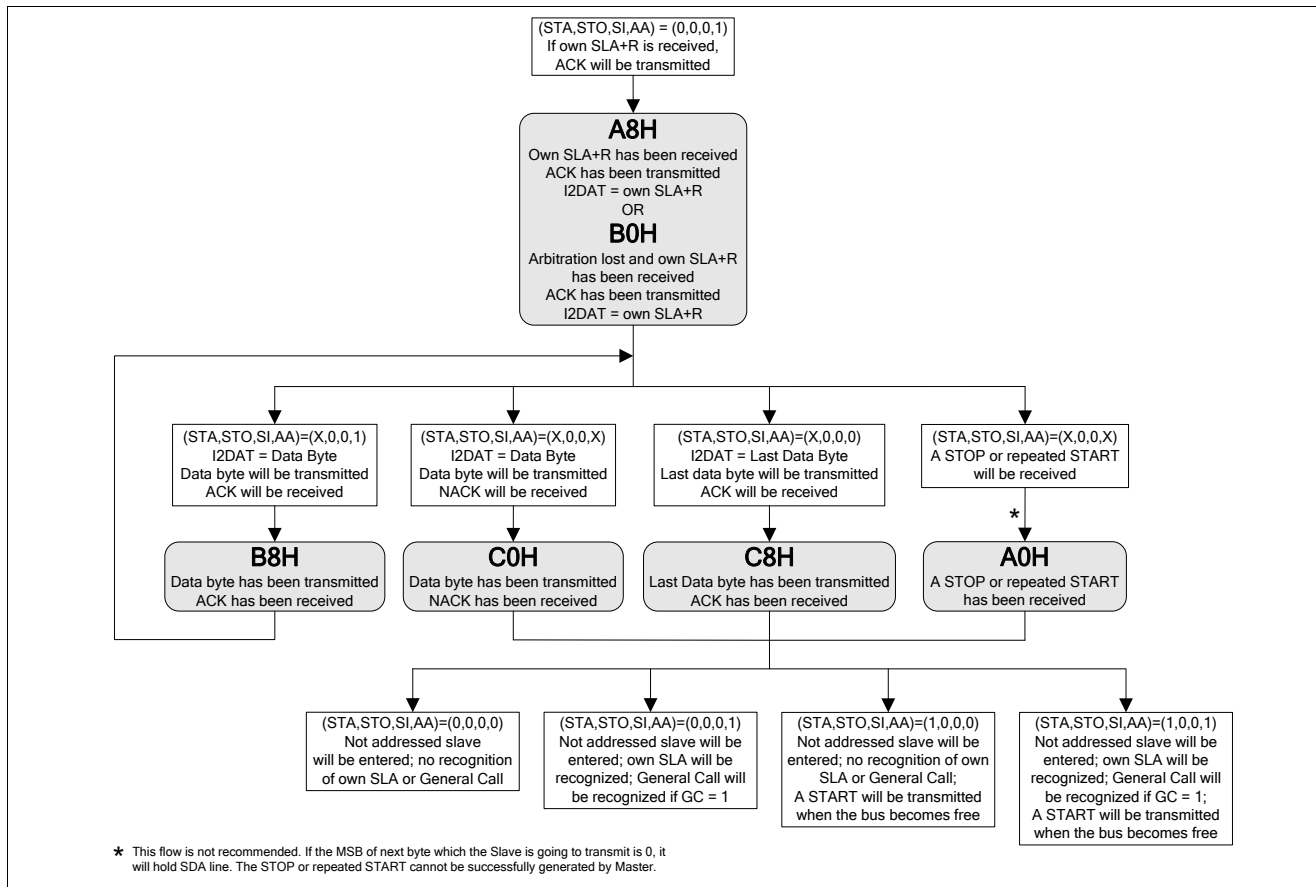 (STA,STO,SI,AA) = (0,0,0,1)
If own SLA+R is received,
ACK will be transmitted
A8H
Own SLA+R has been received
ACK has been transmitted
I2DAT = own SLA+R
OR
B0H
Arbitration lost and own SLA+R
has been received
ACK has been transmitted
I2DAT = own SLA+R
(STA,STO,SI,AA)=(X,0,0,1)
I2DAT = Data Byte
Data byte will be transmitted
ACK will be received
(STA,STO,SI,AA)=(X,0,0,X)
I2DAT = Data Byte
Data byte will be transmitted
NACK will be received
(STA,STO,SI,AA)=(X,0,0,0)
I2DAT = Last Data Byte
Last data byte will be transmitted
ACK will be received
(STA,STO,SI,AA)=(X,0,0,X)
A STOP or repeated START
will be received
*
B8H
Data byte has been transmitted
ACK has been received
C0H
Data byte has been transmitted
NACK has been received
C8H
Last Data byte has been transmitted
ACK has been received
A0H
A STOP or repeated START
has been received
(STA,STO,SI,AA)=(0,0,0,0)
Not addressed slave
will be entered; no recognition
of own SLA or General Call
(STA,STO,SI,AA)=(0,0,0,1)
Not addressed slave will be
entered; own SLA will be
recognized; General Call will
be recognized if GC = 1
(STA,STO,SI,AA)=(1,0,0,0)
Not addressed slave will be
entered; no recognition of own
SLA or General Call;
A START will be transmitted
when the bus becomes free
(STA,STO,SI,AA)=(1,0,0,1)
Not addressed slave will be
entered; own SLA will be
recognized; General Call will
be recognized if GC = 1;
A START will be transmitted
when the bus becomes free
* This flow is not recommended. If the MSB of next byte which the Slave is going to transmit is 0, it
will hold SDA line. The STOP or repeated START cannot be successfully generated by Master.